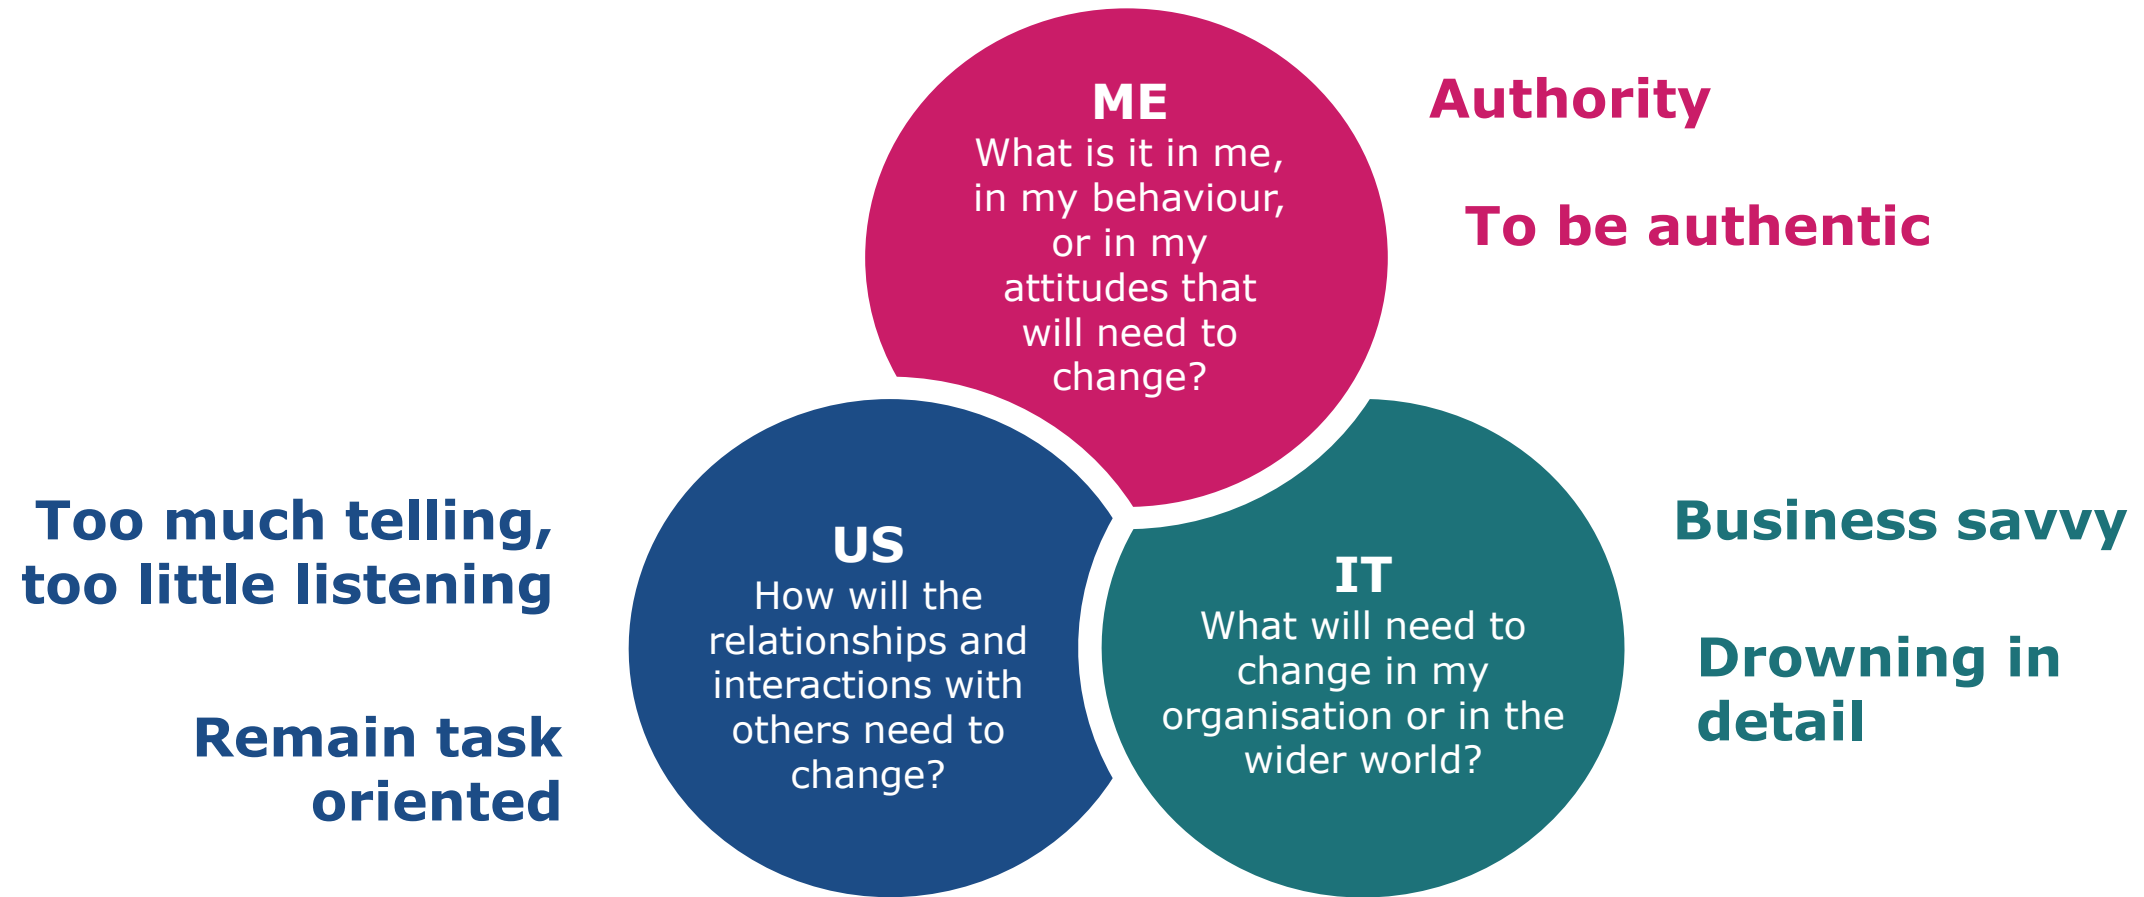 ME
What is it in me,
in my behaviour,
or in my
attitudes that
will need to
change?
Authority
To be authentic
Too much telling,
too little listening
Remain task
oriented
US
How will the
relationships and
interactions with
others need to
change?
IT
What will need to
change in my
organisation or in the
wider world?
Business savvy
Drowning in
detail